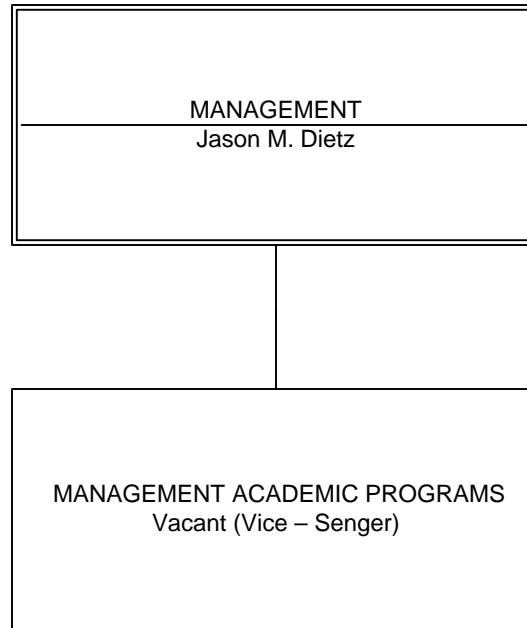 MANAGEMENT
Jason M. Dietz
MANAGEMENT ACADEMIC PROGRAMS
Vacant (Vice – Senger)